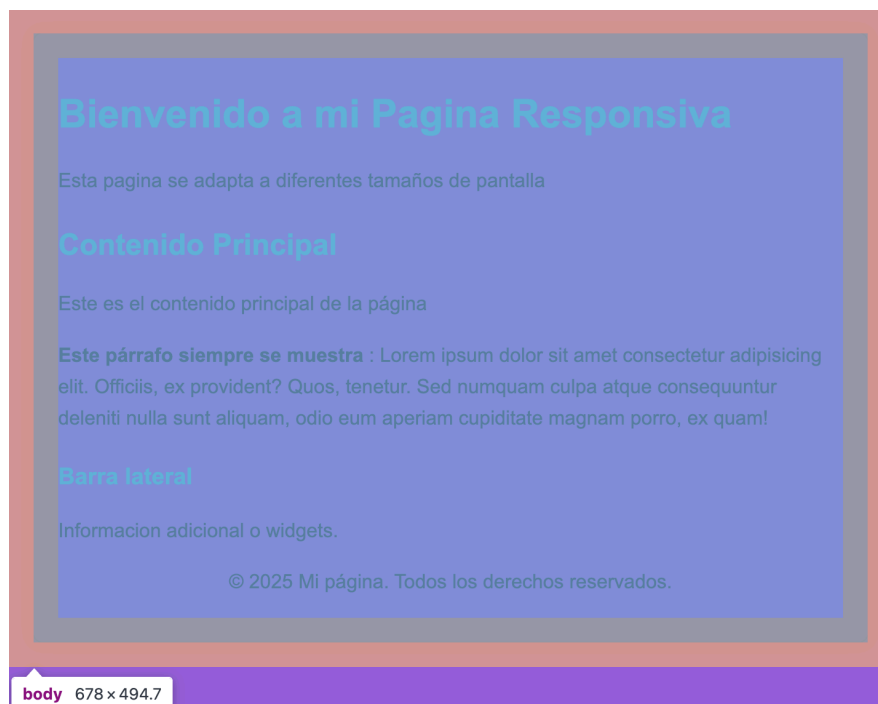 Bienvenido a mi Pagina Responsiva
Esta pagina se adapta a diferentes tamaños de pantalla
Contenido Principal
Este es el contenido principal de la página
Este párrafo siempre se muestra : Lorem ipsum dolor sit amet consectetur adipisicing
elit. Officiis, ex provident? Quos, tenetur. Sed numquam culpa atque consequuntur
deleniti nulla sunt aliquam, odio eum aperiam cupiditate magnam porro, ex quam!
Barra lateral
Informacion adicional o widgets.
© 2025 Mi página. Todos los derechos reservados.
body 678 × 494.7